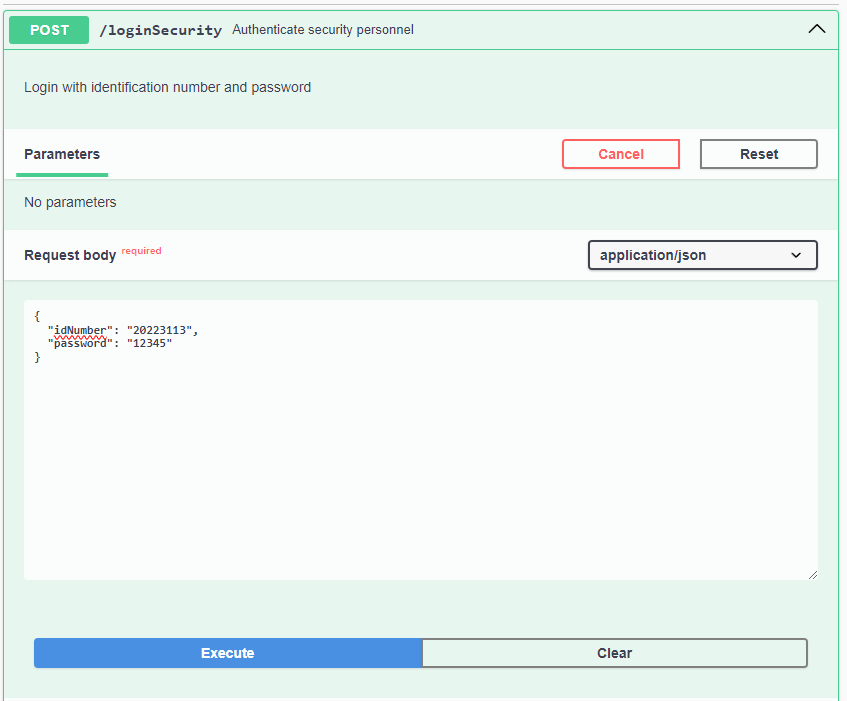 POST /loginSecurity Authenticate security personnel
Login with identification number and password
Parameters Cancel Reset
No parameters
Request body required application/json
{
  "idNumber": "20223113",
  "password": "12345"
}
Execute Clear